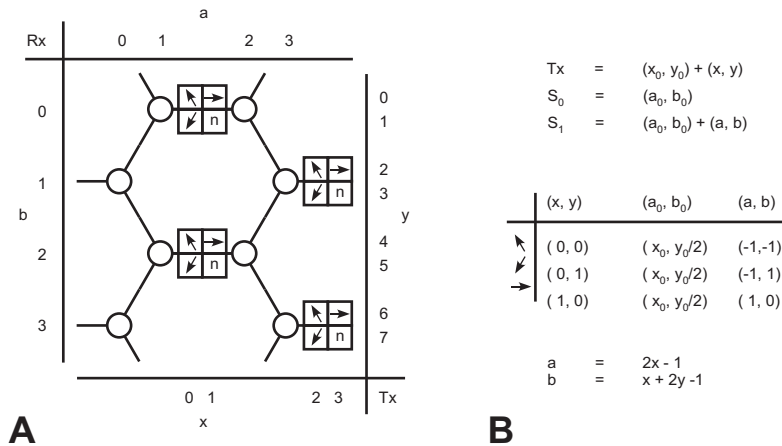 a
Rx 0 1 2 3
0
1
b
2
3
n
n
n
n
0
1
2
3
y
4
5
6
7
0 1 2 3 Tx
x
A
Tx = (x₀, y₀) + (x, y)
S₀ = (a₀, b₀)
S₁ = (a₀, b₀) + (a, b)
(x, y) (a₀, b₀) (a, b)
( 0, 0) ( x₀, y₀/2) (-1,-1)
( 0, 1) ( x₀, y₀/2) (-1, 1)
( 1, 0) ( x₀, y₀/2) ( 1, 0)
a = 2x - 1
b = x + 2y -1
B